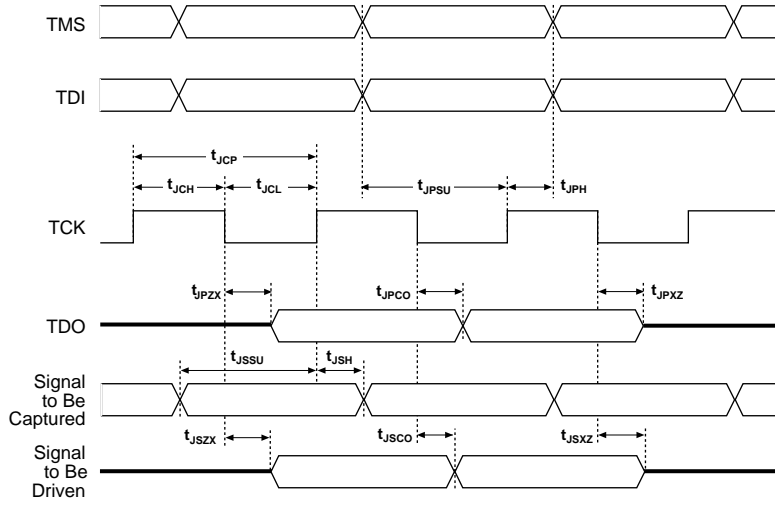 TMS
TDI
tJCP
tJCH tJCL tJPSU tJPH
TCK
tJPZX tJPCO tJPXZ
TDO
tJSSU tJSH
Signal
to Be
Captured
tJSZX tJSCO tJSXZ
Signal
to Be
Driven